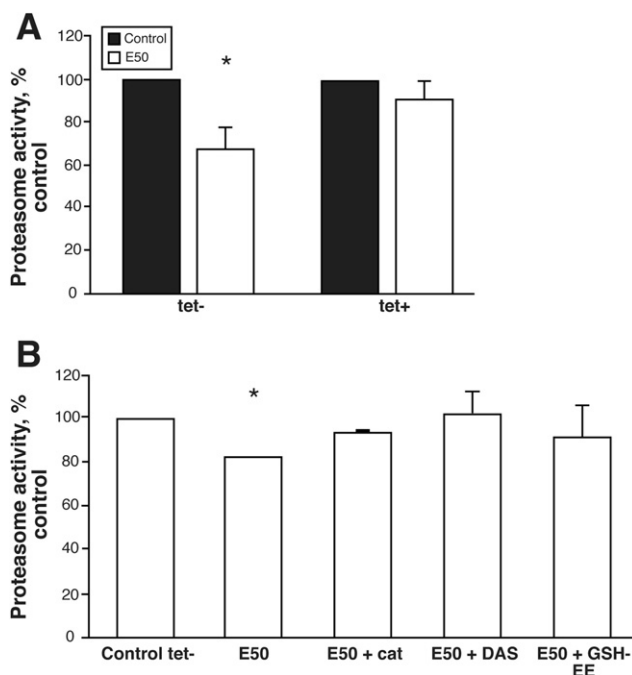 A
Proteasome activty, %
control
120
100
80
60
40
20
0
Control
E50
*
tet-
tet+
B
Proteasome activity, %
control
120
100
80
60
40
20
0
*
Control tet-
E50
E50 + cat
E50 + DAS
E50 + GSH-
EE